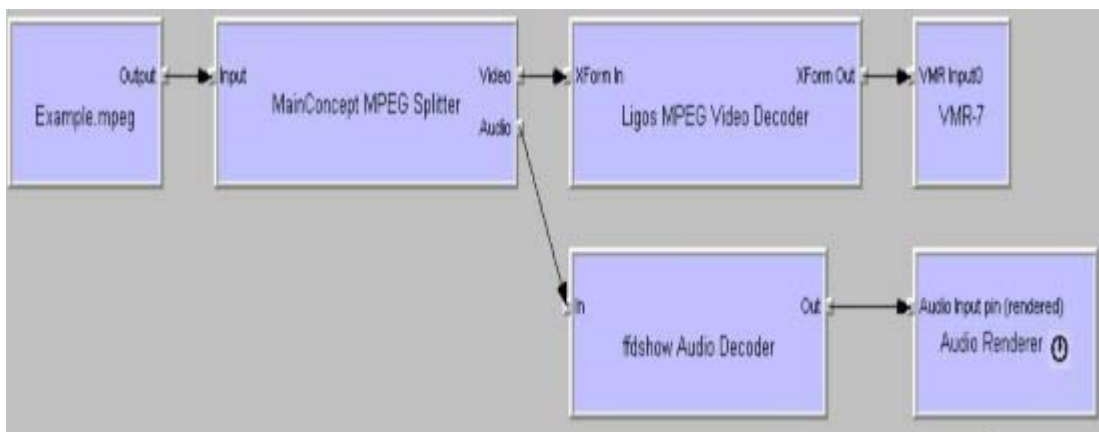 Output
Example.mpeg
Input
Video
MainConcept MPEG Splitter
Audio
XForm In
XForm Out
Ligos MPEG Video Decoder
VMR Input0
VMR-7
In
Out
ffdshow Audio Decoder
Audio Input pin (rendered)
Audio Renderer